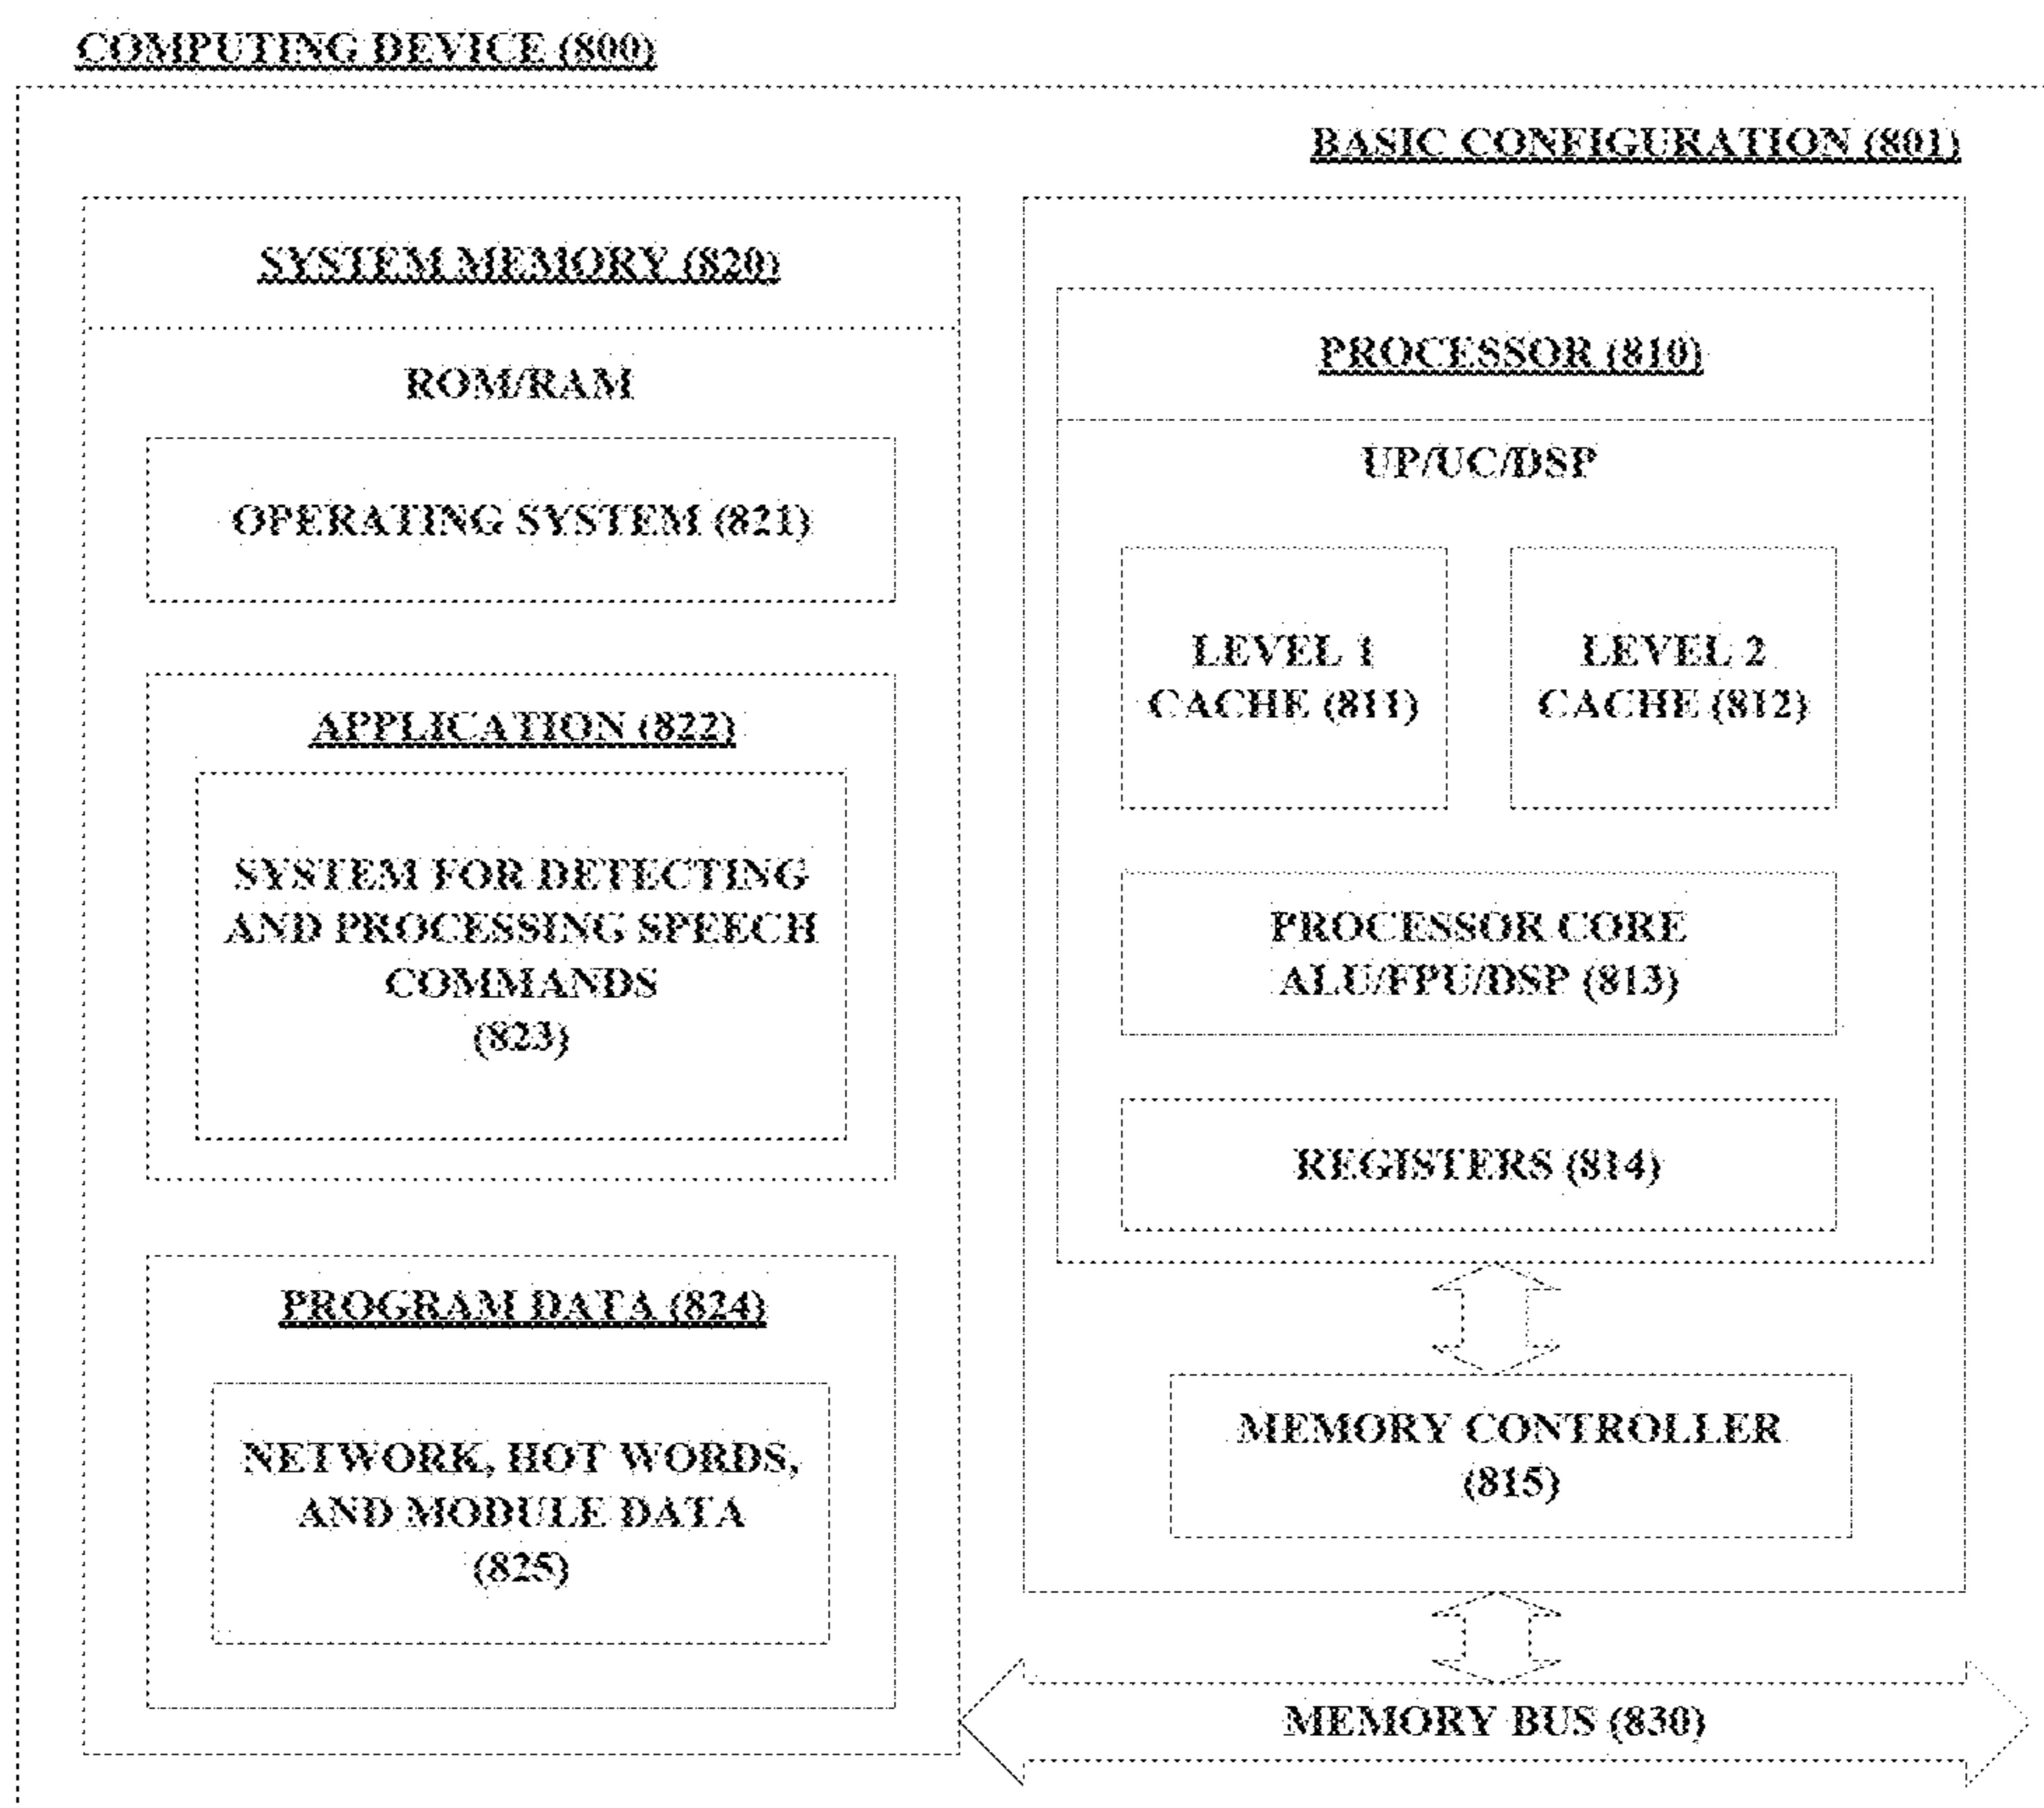 COMPUTING DEVICE (800)
BASIC CONFIGURATION (801)
SYSTEM MEMORY (820)
ROM/RAM
OPERATING SYSTEM (821)
APPLICATION (822)
SYSTEM FOR DETECTING
AND PROCESSING SPEECH
COMMANDS
(823)
PROGRAM DATA (824)
NETWORK, HOT WORDS,
AND MODULE DATA
(825)
PROCESSOR (810)
UP/UC/DSP
LEVEL 1
CACHE (811)
LEVEL 2
CACHE (812)
PROCESSOR CORE
ALU/FPU/DSP (813)
REGISTERS (814)
MEMORY CONTROLLER
(815)
MEMORY BUS (830)